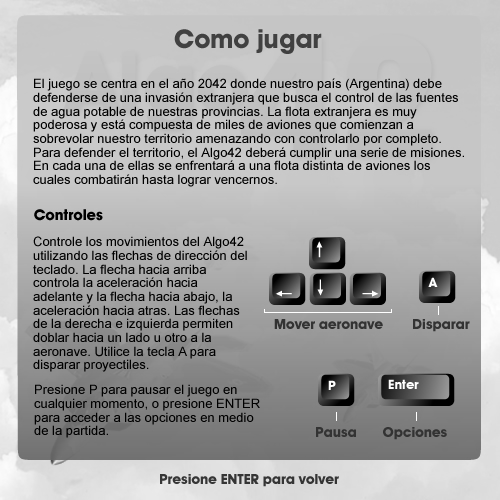 Como jugar
El juego se centra en el año 2042 donde nuestro país (Argentina) debe
defenderse de una invasión extranjera que busca el control de las fuentes
de agua potable de nuestras provincias. La flota extranjera es muy
poderosa y está compuesta de miles de aviones que comienzan a
sobrevolar nuestro territorio amenazando con controlarlo por completo.
Para defender el territorio, el Algo42 deberá cumplir una serie de misiones.
En cada una de ellas se enfrentará a una flota distinta de aviones los
cuales combatirán hasta lograr vencernos.
Controles
Controle los movimientos del Algo42
utilizando las flechas de dirección del
teclado. La flecha hacia arriba
controla la aceleración hacia
adelante y la flecha hacia abajo, la
aceleración hacia atras. Las flechas
de la derecha e izquierda permiten
doblar hacia un lado u otro a la
aeronave. Utilice la tecla A para
disparar proyectiles.
Presione P para pausar el juego en
cualquier momento, o presione ENTER
para acceder a las opciones en medio
de la partida.
A
Mover aeronave
Disparar
P
Enter
Pausa
Opciones
Presione ENTER para volver